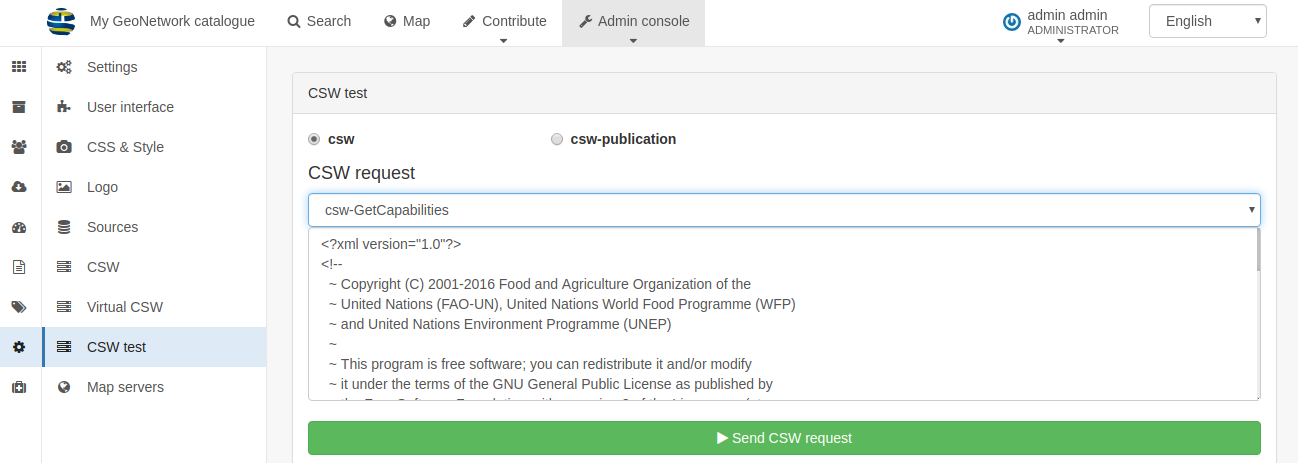 My GeoNetwork catalogue Search Map Contribute Admin console admin admin English
ADMINISTRATOR
Settings
User interface
CSS & Style
Logo
Sources
CSW
Virtual CSW
CSW test
Map servers
CSW test
csw csw-publication
CSW request
csw-GetCapabilities
<?xml version="1.0"?>
<!--
~ Copyright (C) 2001-2016 Food and Agriculture Organization of the
~ United Nations (FAO-UN), United Nations World Food Programme (WFP)
~ and United Nations Environment Programme (UNEP)
~
~ This program is free software; you can redistribute it and/or modify
~ it under the terms of the GNU General Public License as published by
Send CSW request